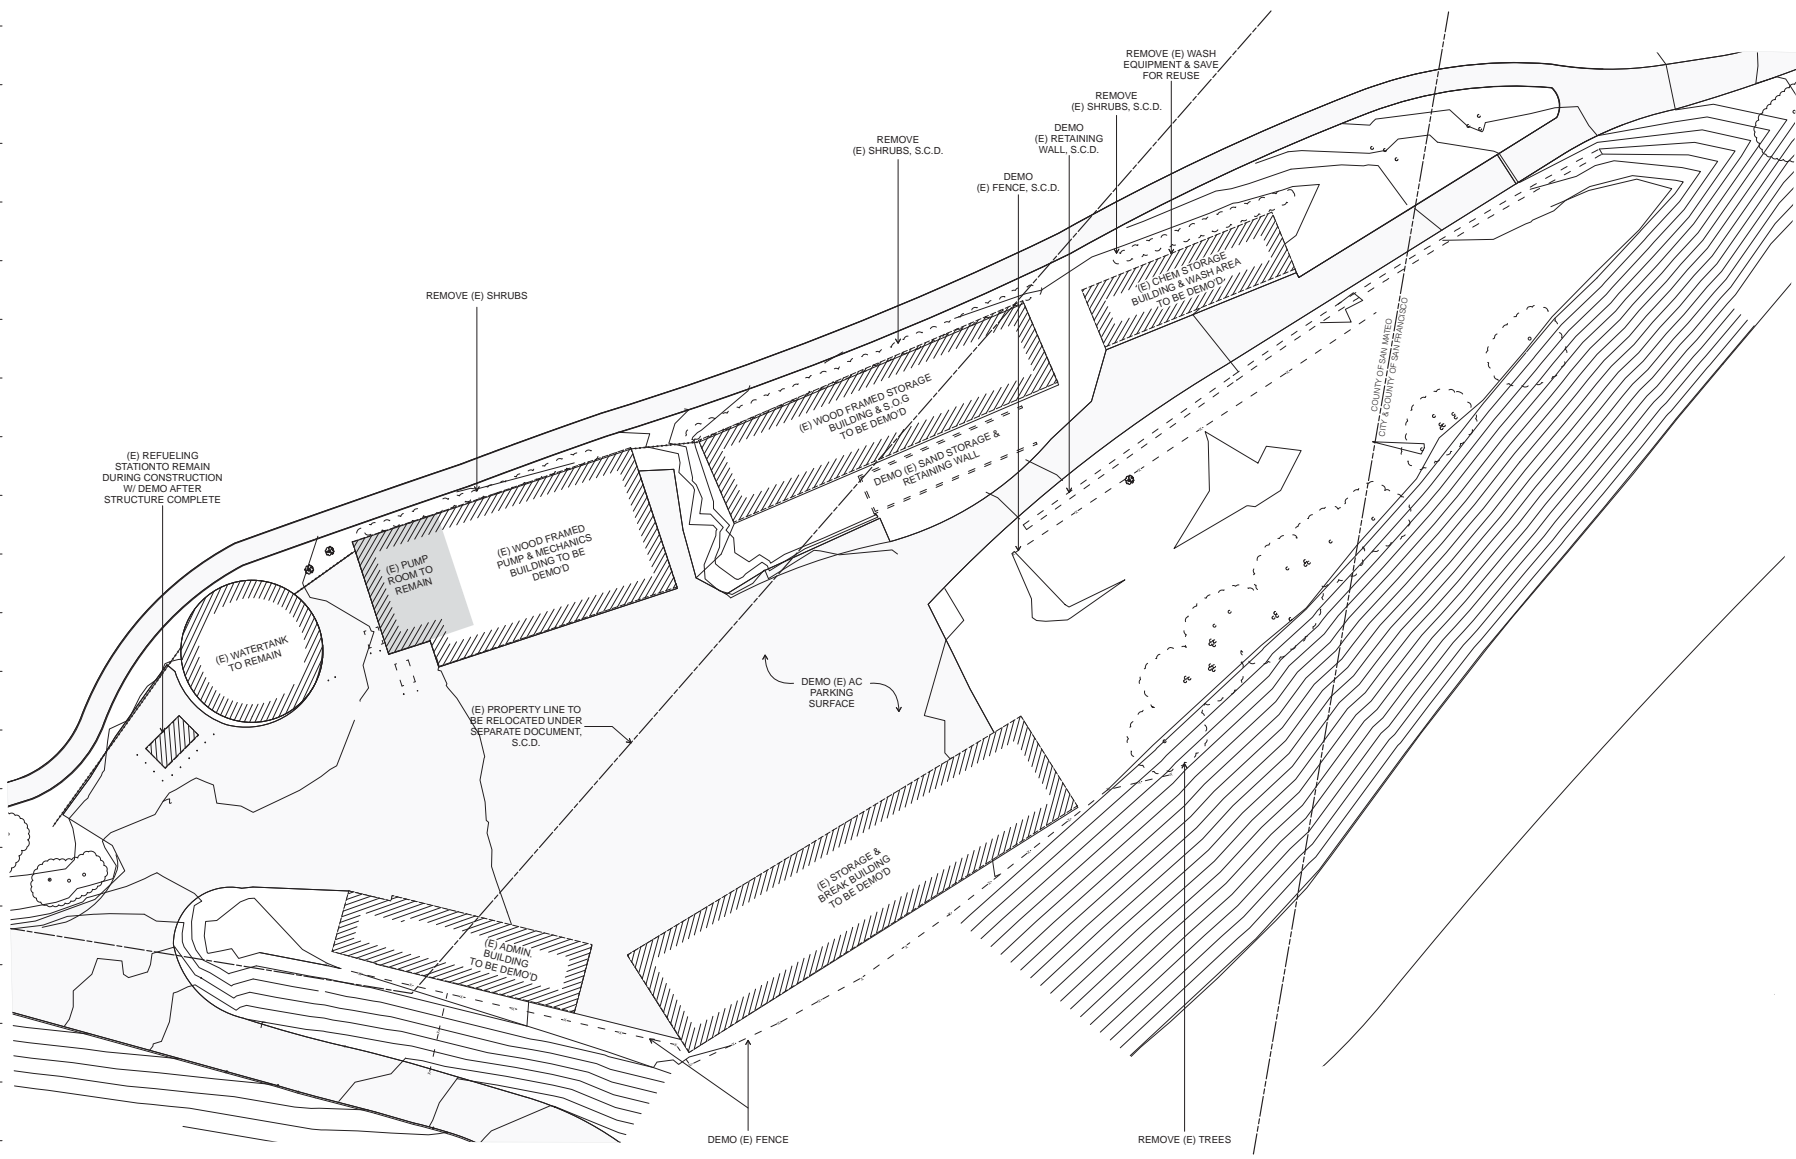 REMOVE (E) WASH
EQUIPMENT & SAVE
FOR REUSE
REMOVE
(E) SHRUBS, S.C.D.
DEMO
(E) RETAINING
WALL, S.C.D.
REMOVE
(E) SHRUBS, S.C.D.
DEMO
(E) FENCE, S.C.D.
(E) CHEM STORAGE
BUILDING & WASH AREA
TO BE DEMO'D
REMOVE (E) SHRUBS
COUNTY OF SAN MATEO
CITY & COUNTY OF SAN FRANCISCO
(E) WOOD FRAMED STORAGE
BUILDING & S.O.G
TO BE DEMO'D
DEMO (E) SAND STORAGE &
RETAINING WALL
(E) REFUELING
STATIONTO REMAIN
DURING CONSTRUCTION
W/ DEMO AFTER
STRUCTURE COMPLETE
(E) PUMP
ROOM TO
REMAIN
(E) WOOD FRAMED
PUMP & MECHANICS
BUILDING TO BE
DEMO'D
(E) WATERTANK
TO REMAIN
DEMO (E) AC
PARKING
SURFACE
(E) PROPERTY LINE TO
BE RELOCATED UNDER
SEPARATE DOCUMENT,
S.C.D.
(E) STORAGE &
BREAK BUILDING
TO BE DEMO'D
(E) ADMIN.
BUILDING
TO BE DEMO'D
DEMO (E) FENCE
REMOVE (E) TREES